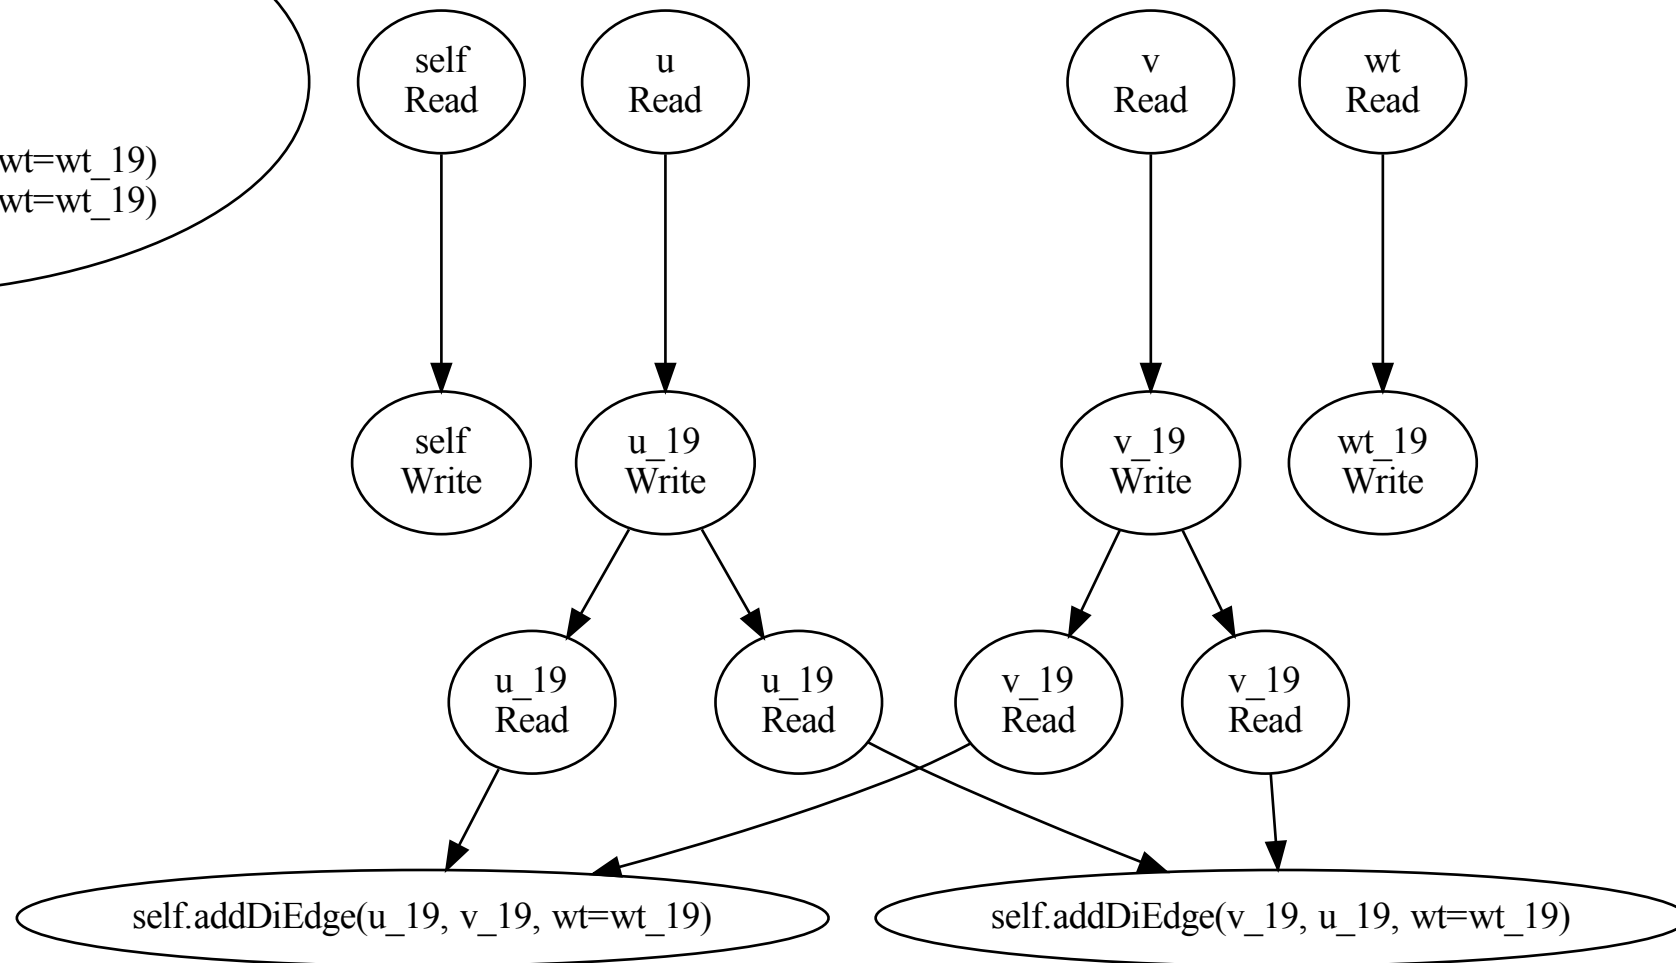 wt=wt_19)
wt=wt_19)
self
Read
u
Read
v
Read
wt
Read
self
Write
u_19
Write
v_19
Write
wt_19
Write
u_19
Read
u_19
Read
v_19
Read
v_19
Read
self.addDiEdge(u_19, v_19, wt=wt_19)
self.addDiEdge(v_19, u_19, wt=wt_19)